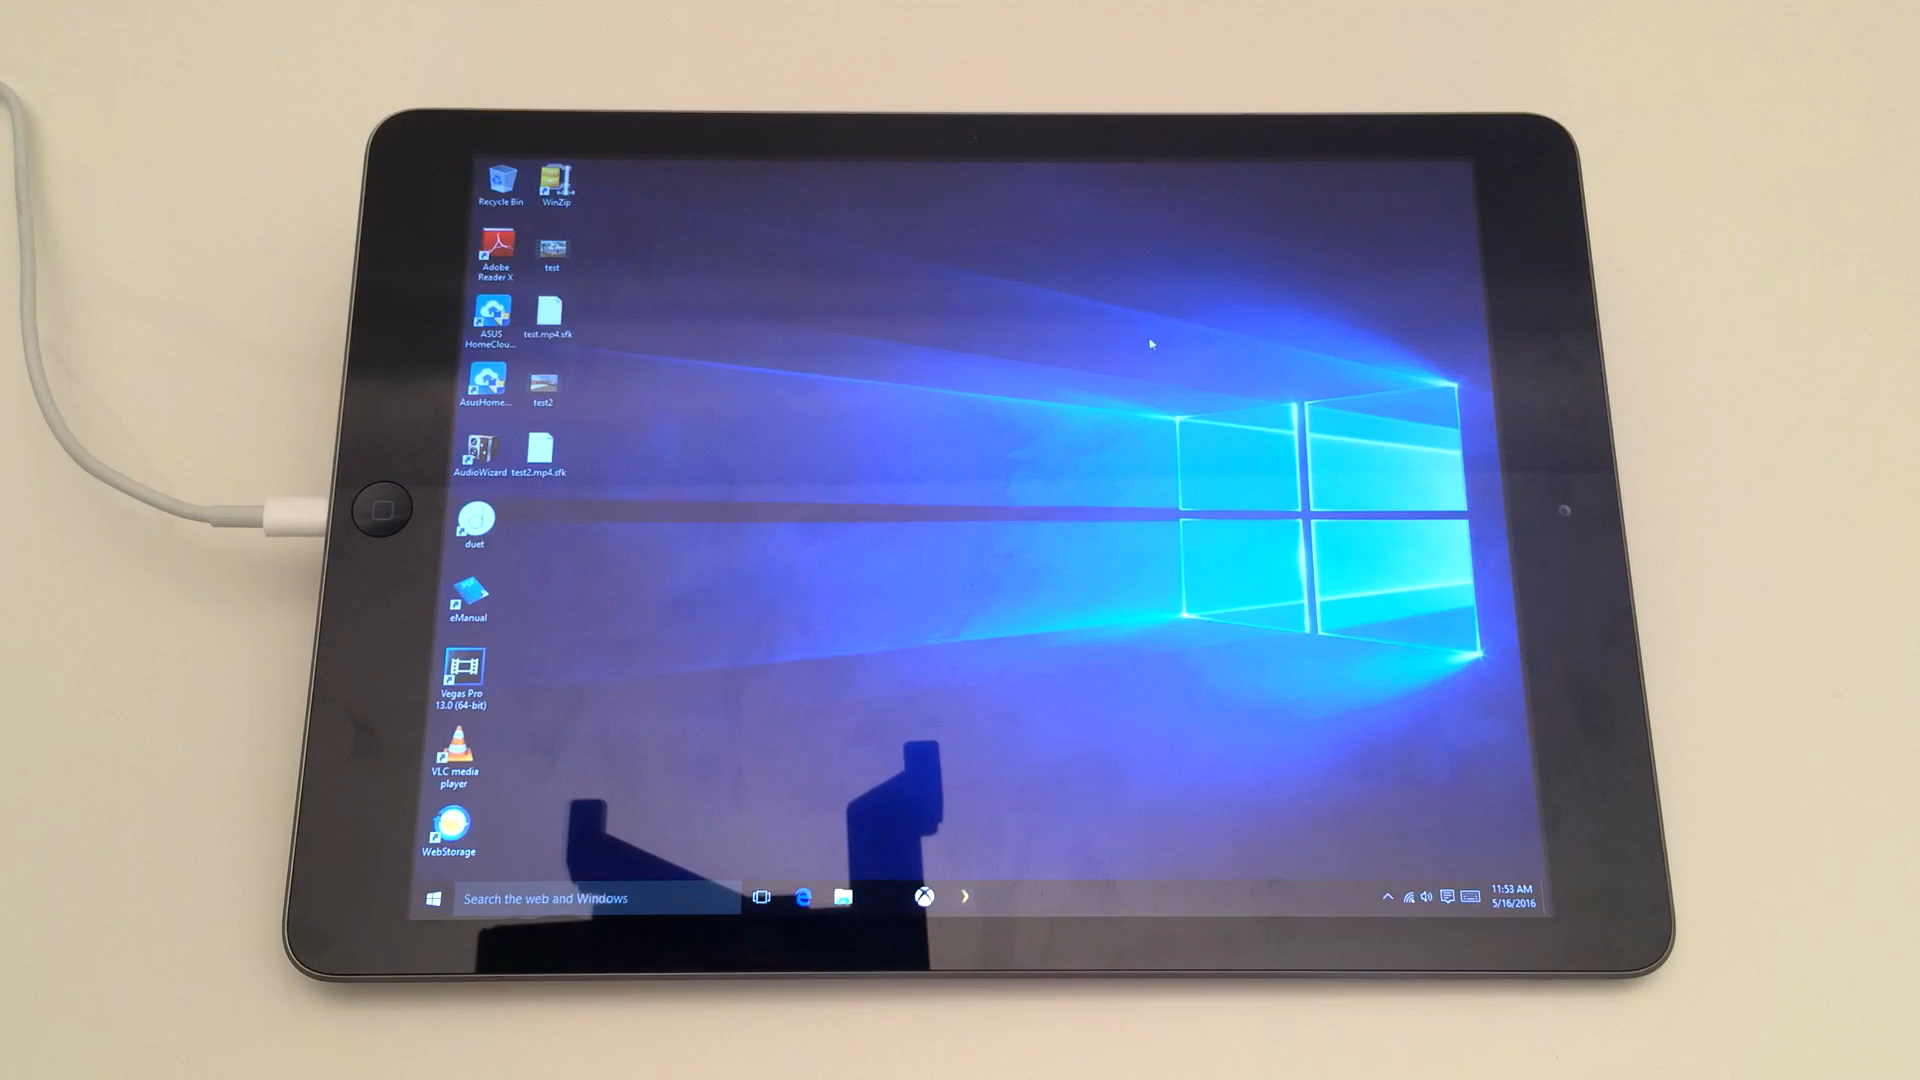 Recycle Bin
WinZip
Adobe
Reader X
test
ASUS
HomeClou...
test.mp4.sfk
AsusHome...
test2
AudioWizard
test2.mp4.sfk
d
duet
PDF
eManual
Vegas Pro
13.0 (64-bit)
VLC media
player
WebStorage
Search the web and Windows
11:53 AM
5/16/2016